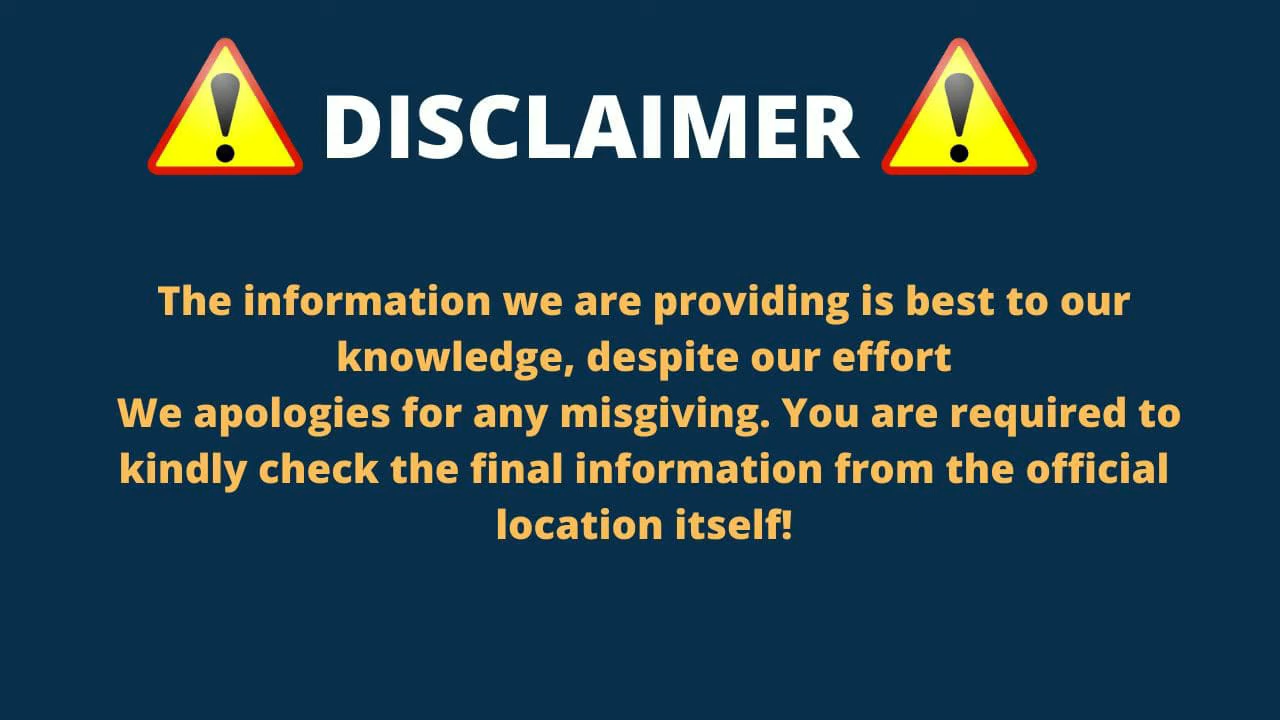 DISCLAIMER
The information we are providing is best to our
knowledge, despite our effort
We apologies for any misgiving. You are required to
kindly check the final information from the official
location itself!